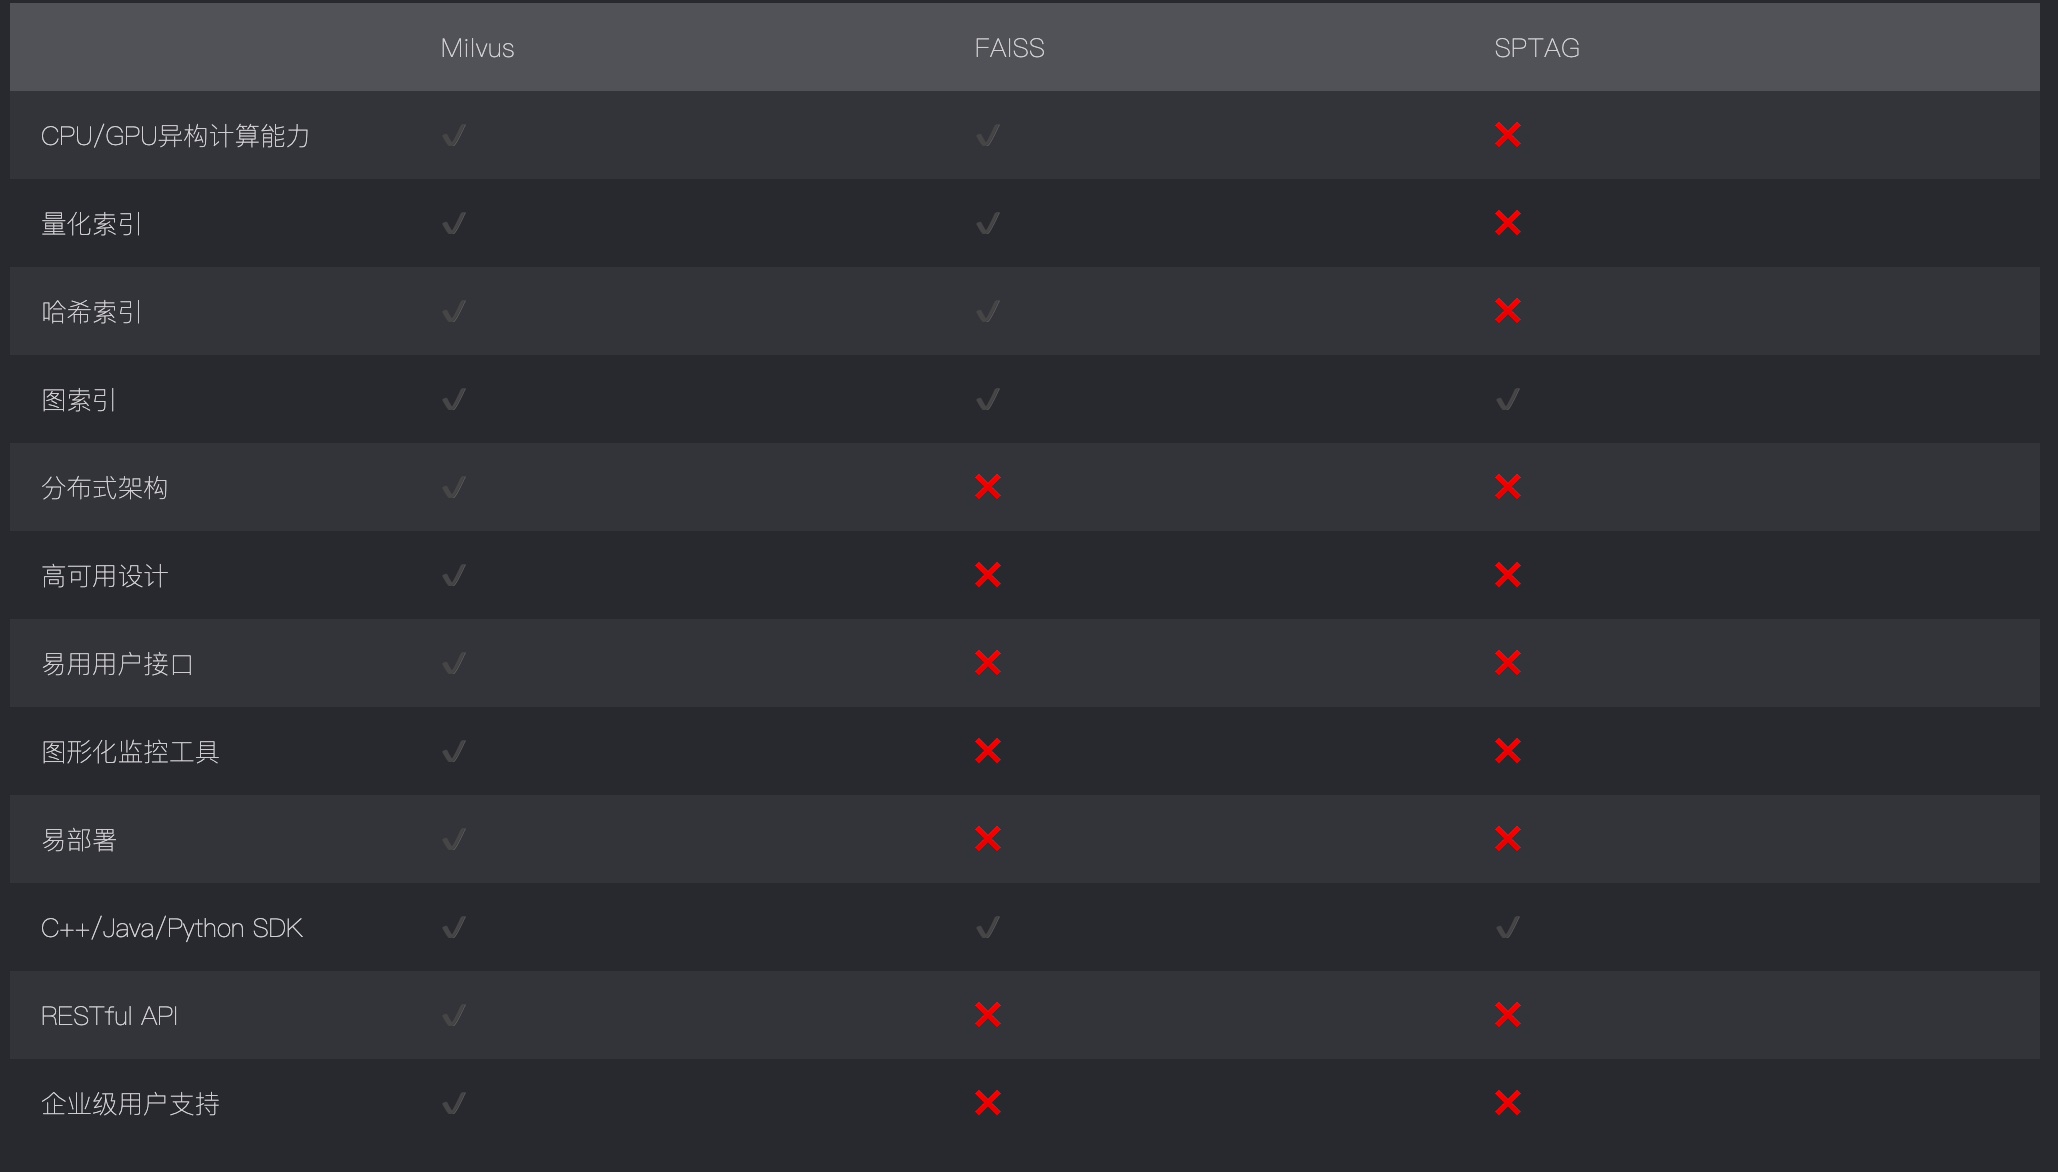 Milvus FAISS SPTAG
CPU/GPU异构计算能力 ✔ ✔ ❌
量化索引 ✔ ✔ ❌
哈希索引 ✔ ✔ ❌
图索引 ✔ ✔ ✔
分布式架构 ✔ ❌ ❌
高可用设计 ✔ ❌ ❌
易用用户接口 ✔ ❌ ❌
图形化监控工具 ✔ ❌ ❌
易部署 ✔ ❌ ❌
C++/Java/Python SDK ✔ ✔ ✔
RESTful API ✔ ❌ ❌
企业级用户支持 ✔ ❌ ❌